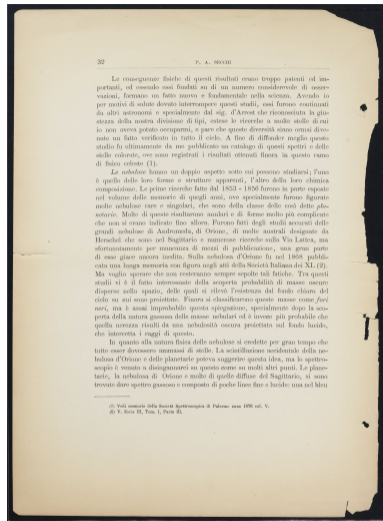 32 P. A. SECCHI
Le conseguenze fisiche di questi risultati erano troppo patenti ed im-
portanti, ed essendo essi fondati su di un numero considerevole di osser-
vazioni, formano un fatto nuovo e fondamentale nella scienza. Avendo io
per motivi di salute dovuto interrompere questi studii, essi furono continuati
da altri astronomi e specialmente dal sig. d'Arrest che riconosciuta la giu-
stezza della nostra divisione di tipi, estese le ricerche a molte stelle di cui
io non aveva potuto occuparmi, e pare che queste diversità siano ormai dive-
nute un fatto verificato in tutto il cielo. A fine di diffonder meglio questo
studio fu ultimamente da me pubblicato un catalogo di questi spettri e delle
stelle colorate, ove sono registrati i risultati ottenuti finora in questo ramo
di fisica celeste (1).
Le nebulose hanno un doppio aspetto sotto cui possono studiarsi; l'uno
è quello delle loro forme e strutture apparenti, l'altro della loro chimica
composizione. Le prime ricerche fatte dal 1853 - 1856 furono in parte esposte
nel volume delle memorie di quegli anni, ove specialmente furono figurate
molte nebulose rare e singolari, che sono della classe delle così dette pla-
netarie. Molte di queste risultarono anulari e di forme molto più complicate
che non si erano indicate fino allora. Furono fatti degli studii accurati delle
grandi nebulose di Andromeda, di Orione, di molte australi designate da
Herschel che sono nel Sagittario e numerose ricerche sulla Via Lattea, ma
sfortunatamente per mancanza di mezzi di pubblicazione, una gran parte
di esse giace ancora inedita. Sulla nebulosa d'Orione fu nel 1868 pubbli-
cata una lunga memoria con figura negli atti della Società Italiana dei XL (2).
Ma voglio sperare che non resteranno sempre sepolte tali fatiche. Tra questi
studii vi è il fatto interessante della scoperta probabilità di masse oscure
disperse nello spazio, delle quali si rilevò l'esistenza dal fondo chiaro del
cielo su cui sono proiettate. Finora si classificarono queste masse come fori
neri, ma è assai improbabile questa spiegazione, specialmente dopo la sco-
perta della natura gassosa delle masse nebulari ed è invece più probabile che
quella nerezza risulti da una nebulosità oscura proiettata sul fondo lucido,
che intercetta i raggi di questo.
In quanto alla natura fisica delle nebulose si credette per gran tempo che
tutte esser dovessero ammassi di stelle. La scintillazione accidentale della ne-
bulosa d'Orione e delle planetarie poteva suggerire questa idea, ma lo spettro-
scopio è venuto a disingannarci su questo come su molti altri punti. Le plane-
tarie, la nebulosa di Orione e molte di quelle diffuse del Sagittario, si sono
trovate dare spettro gassoso e composto di poche linee fine e lucide: una nel bleu
(1) Vedi memorie della Società Spettroscopica di Palermo anno 1876 vol. V.
(2) V. Serie III, Tom. I, Parte II.